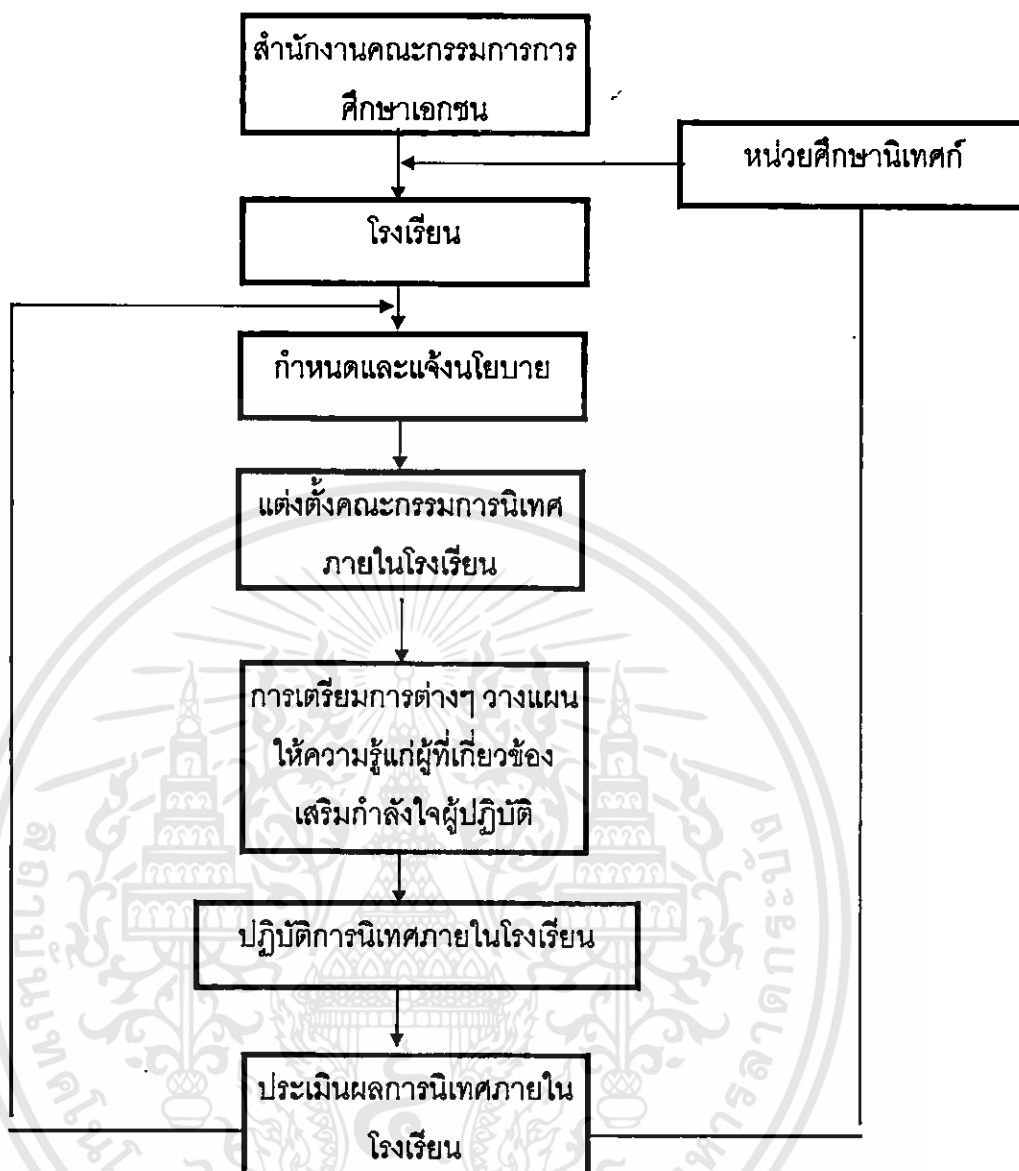 สำนักงานคณะกรรมการการ
ศึกษาเอกชน
หน่วยศึกษานิเทศก์
โรงเรียน
กำหนดและแจ้งนโยบาย
แต่งตั้งคณะกรรมการนิเทศ
ภายในโรงเรียน
การเตรียมการต่างๆ วางแผน
ให้ความรู้แก่ผู้ที่เกี่ยวข้อง
เสริมกำลังใจผู้ปฏิบัติ
ปฏิบัติการนิเทศภายในโรงเรียน
ประเมินผลการนิเทศภายใน
โรงเรียน